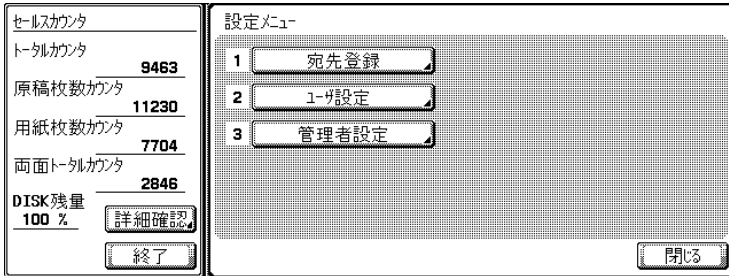 ｾｰﾙｽｶｳﾝﾀ
ﾄｰﾀﾙｶｳﾝﾀ
9463
原稿枚数ｶｳﾝﾀ
11230
用紙枚数ｶｳﾝﾀ
7704
両面ﾄｰﾀﾙｶｳﾝﾀ
2846
DISK残量
100 %
詳細確認
終了
設定ﾒﾆｭｰ
1 宛先登録
2 ﾕｰｻﾞ設定
3 管理者設定
閉じる